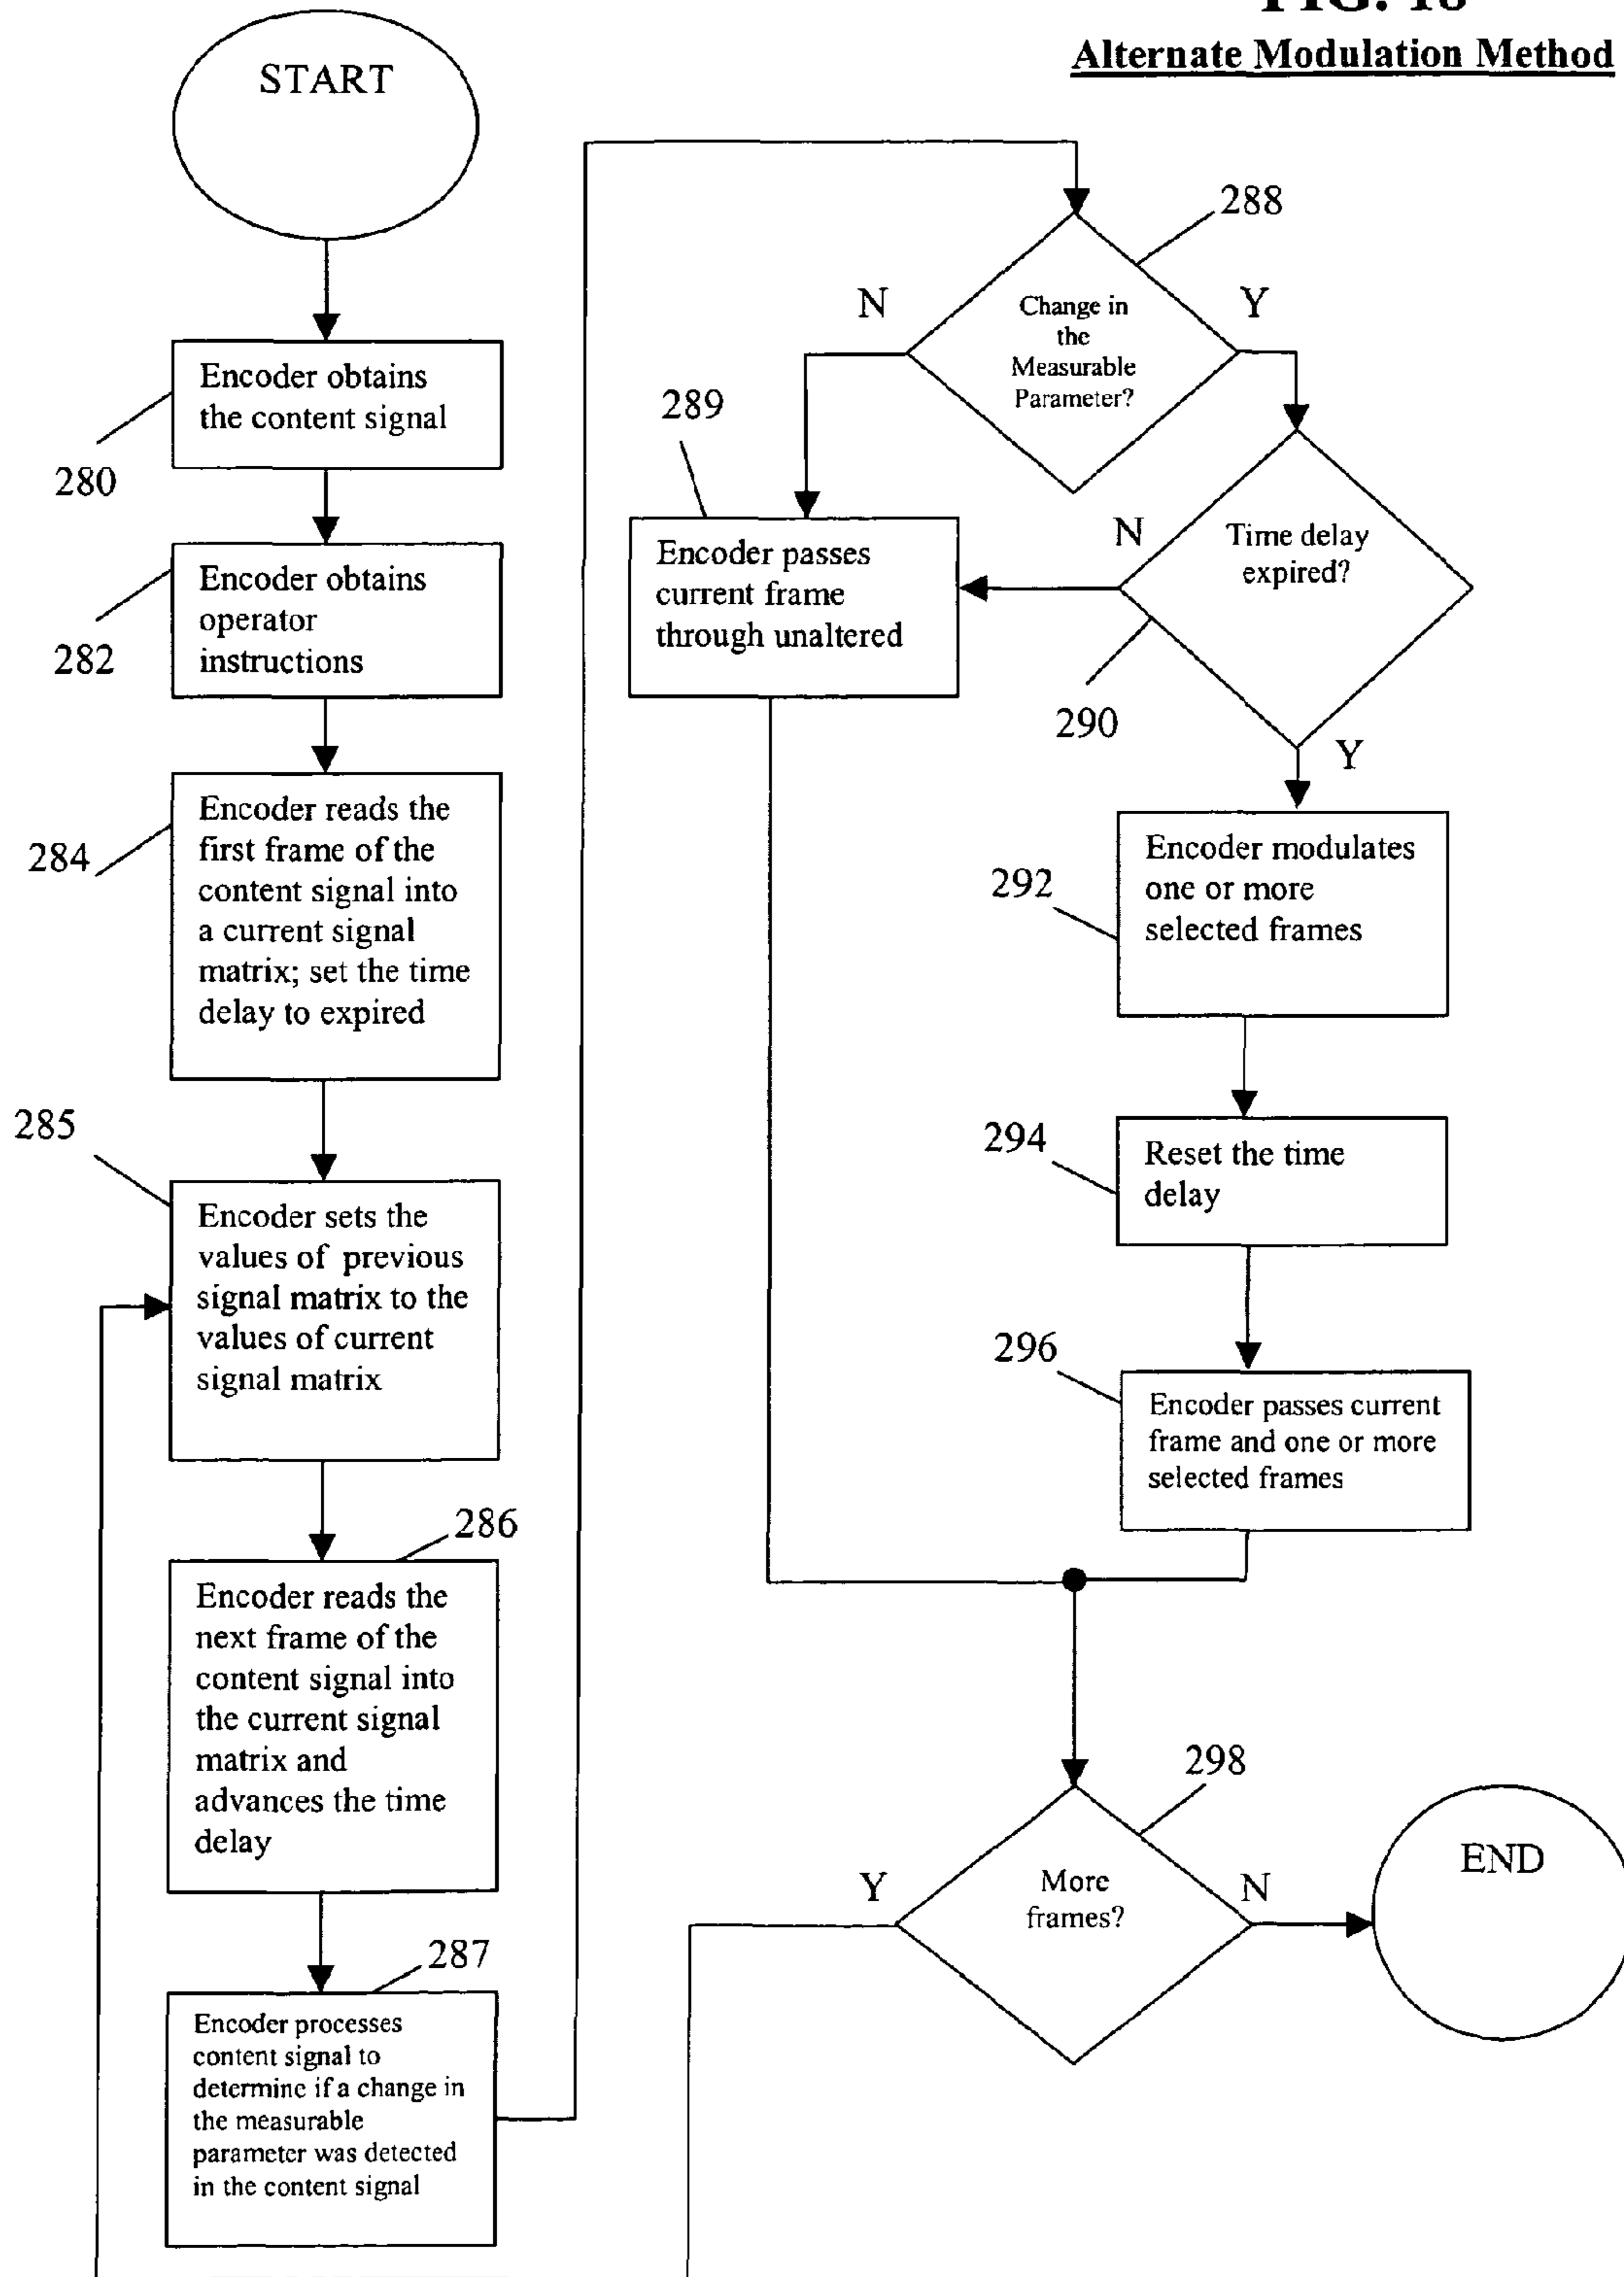 FIG. 18
Alternate Modulation Method
START
Encoder obtains
the content signal
280
Encoder obtains
operator
instructions
282
Encoder reads the
first frame of the
content signal into
a current signal
matrix; set the time
delay to expired
284
285
Encoder sets the
values of previous
signal matrix to the
values of current
signal matrix
286
Encoder reads the
next frame of the
content signal into
the current signal
matrix and
advances the time
delay
287
Encoder processes
content signal to
determine if a change in
the measurable
parameter was detected
in the content signal
288
N
Change in
the
Measurable
Parameter?
Y
289
Encoder passes
current frame
through unaltered
N
Time delay
expired?
290
Y
292
Encoder modulates
one or more
selected frames
294
Reset the time
delay
296
Encoder passes current
frame and one or more
selected frames
298
Y
More
frames?
N
END